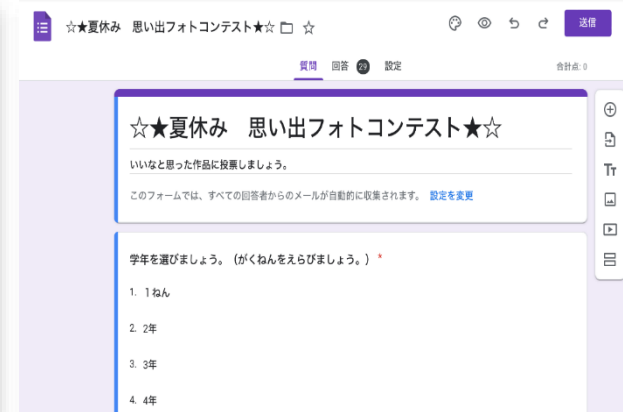 ☆★夏休み　思い出フォトコンテスト★☆
送信
質問 回答 29 設定
合計点: 0
☆★夏休み　思い出フォトコンテスト★☆
いいなと思った作品に投票しましょう。
このフォームでは、すべての回答者からのメールが自動的に収集されます。 設定を変更
学年を選びましょう。（がくねんをえらびましょう。） *
1. １ねん
2. 2年
3. 3年
4. 4年
Tт